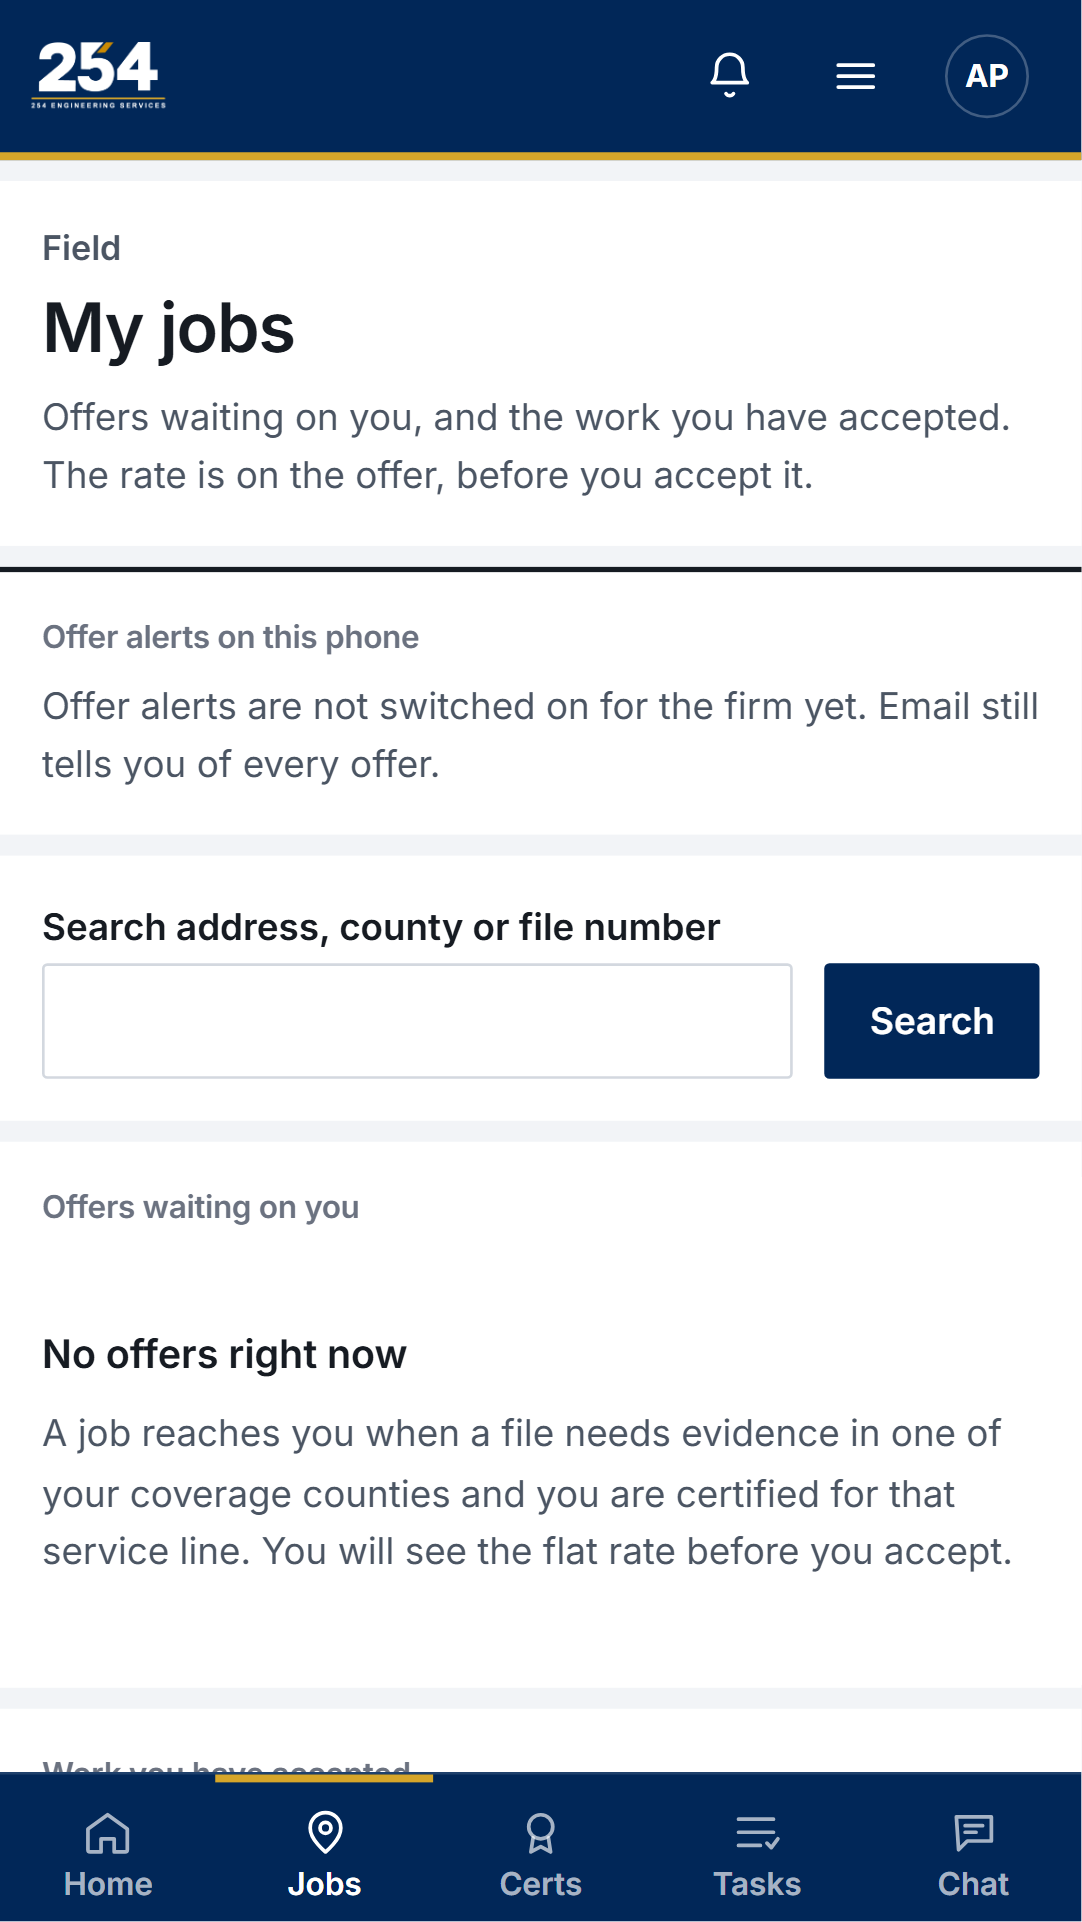 254
254 ENGINEERING SERVICES
AP
Field
My jobs
Offers waiting on you, and the work you have accepted.
The rate is on the offer, before you accept it.
Offer alerts on this phone
Offer alerts are not switched on for the firm yet. Email still
tells you of every offer.
Search address, county or file number
Search
Offers waiting on you
No offers right now
A job reaches you when a file needs evidence in one of
your coverage counties and you are certified for that
service line. You will see the flat rate before you accept.
Work you have accepted
Home
Jobs
Certs
Tasks
Chat